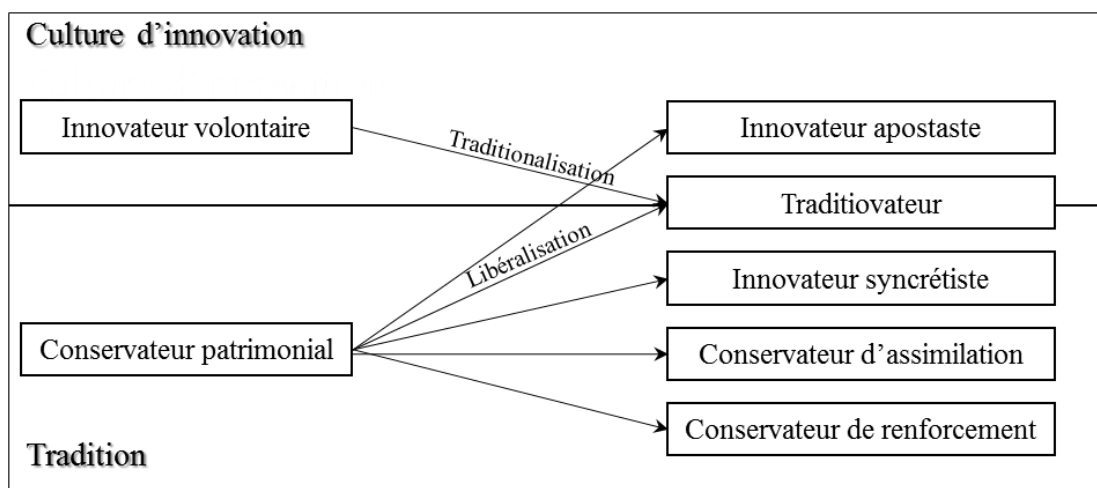 Culture d’innovation
Innovateur volontaire
Traditionalisation
Innovateur apostaste
Traditiovateur
Libéralisation
Innovateur syncrétiste
Conservateur patrimonial
Conservateur d’assimilation
Conservateur de renforcement
Tradition